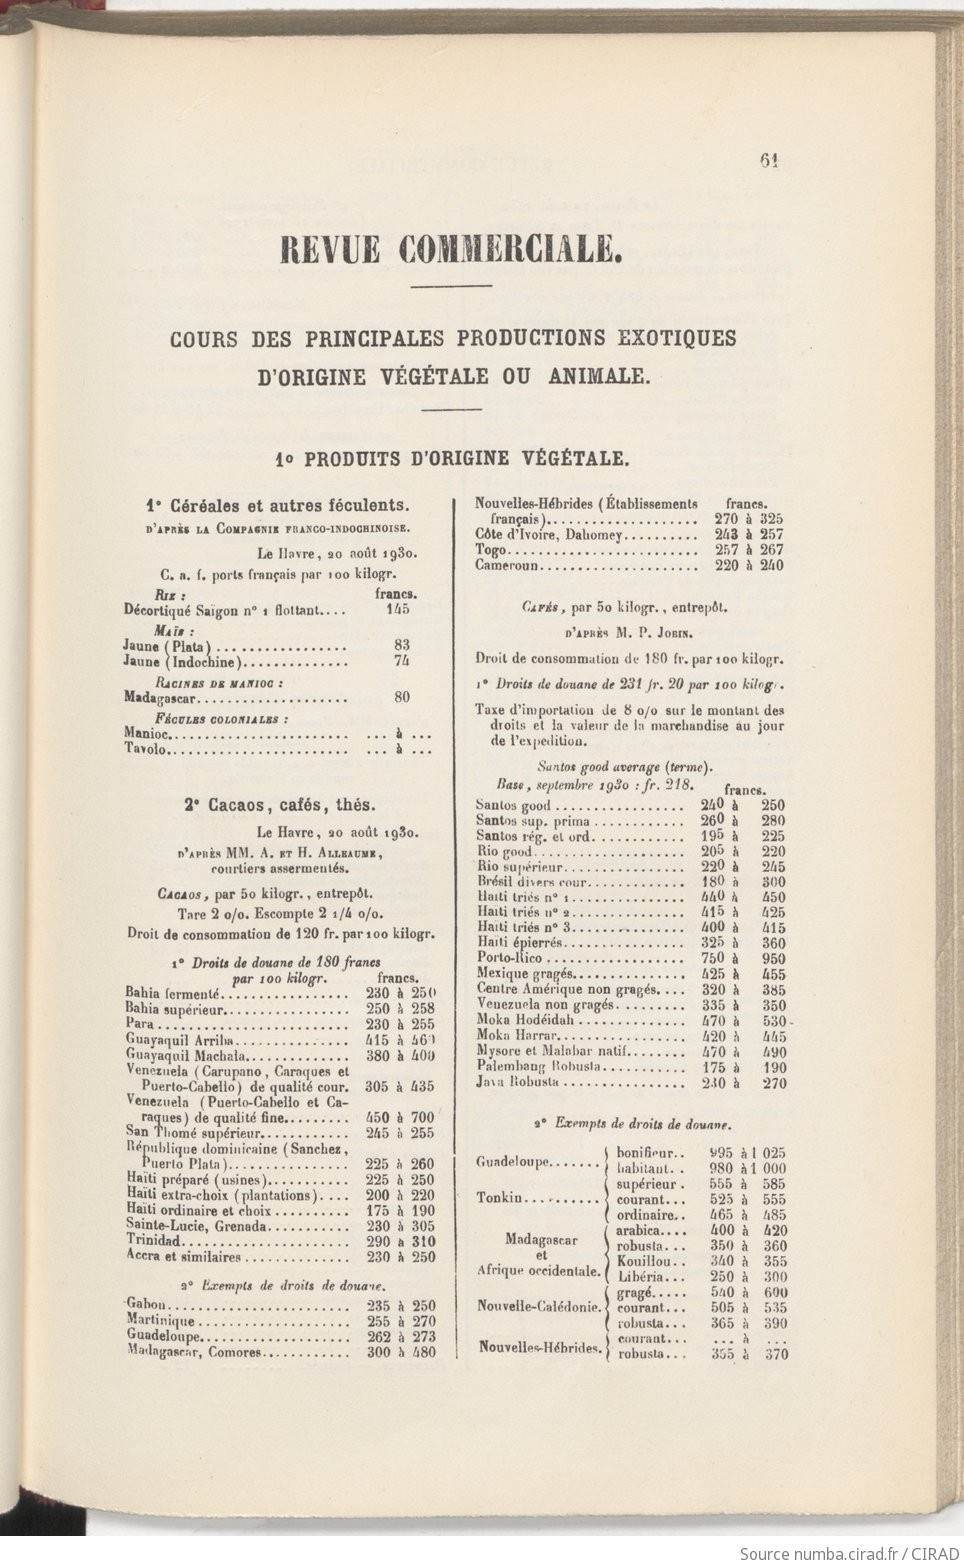 61
REVUE COMMERCIALE.
COURS DES PRINCIPALES PRODUCTIONS EXOTIQUES
D'ORIGINE VÉGÉTALE OU ANIMALE.
1° PRODUITS D'ORIGINE VÉGÉTALE.
1° Céréales et autres féculents.
D'APRÈS LA COMPAGNIE FRANCO-INDOCHINOISE.
Le Havre, 20 août 1930.
C. a. f. ports français par 100 kilogr.
RIZ : francs.
Décortiqué Saïgon n° 1 flottant.... 145
MAÏS :
Jaune (Plata) ................ 83
Jaune (Indochine).............. 74
RACINES DE MANIOC :
Madagascar.................... 80
FÉCULES COLONIALES :
Manioc....................... ... à ...
Tavolo....................... ... à ...
2° Cacaos, cafés, thés.
Le Havre, 20 août 1930.
D'APRÈS MM. A. ET H. ALLEAUME,
courtiers assermentés.
CACAOS, par 50 kilogr., entrepôt.
Tare 2 0/0. Escompte 2 1/4 0/0.
Droit de consommation de 120 fr. par 100 kilogr.
1° Droits de douane de 180 francs
par 100 kilogr. francs.
Bahia fermenté................. 230 à 250
Bahia supérieur................ 250 à 258
Para ......................... 230 à 255
Guayaquil Arriba............... 415 à 460
Guayaquil Machala.............. 380 à 400
Venezuela (Carupano, Caraques et
Puerto-Cabello) de qualité cour. 305 à 435
Venezuela (Puerto-Cabello et Ca-
raques) de qualité fine......... 450 à 700
San Thomé supérieur............ 245 à 255
République dominicaine (Sanchez,
Puerto Plata)................ 225 à 260
Haïti préparé (usines)........... 225 à 250
Haïti extra-choix (plantations).... 200 à 220
Haïti ordinaire et choix .......... 175 à 190
Sainte-Lucie, Grenada........... 230 à 305
Trinidad...................... 290 à 310
Accra et similaires .............. 230 à 250
2° Exempts de droits de douane.
Gabon........................ 235 à 250
Martinique .................... 255 à 270
Guadeloupe.................... 262 à 273
Madagascar, Comores............ 300 à 480
Nouvelles-Hébrides (Établissements francs.
français).................... 270 à 325
Côte d'Ivoire, Dahomey.......... 243 à 257
Togo......................... 257 à 267
Cameroun..................... 220 à 240
CAFÉS, par 50 kilogr., entrepôt.
D'APRÈS M. P. JOBIN.
Droit de consommation de 180 fr. par 100 kilogr.
1° Droits de douane de 231 fr. 20 par 100 kilogr.
Taxe d'importation de 8 0/0 sur le montant des
droits et la valeur de la marchandise au jour
de l'expédition.
Santos good average (terme).
Base, septembre 1930 : fr. 218.
francs.
Santos good ................. 240 à 250
Santos sup. prima ............ 260 à 280
Santos rég. et ord............. 195 à 225
Rio good.................... 205 à 220
Rio supérieur................ 220 à 245
Brésil divers cour............. 180 à 300
Haïti triés n° 1............... 440 à 450
Haïti triés n° 2............... 415 à 425
Haïti triés n° 3............... 400 à 415
Haïti épierrés................ 325 à 360
Porto-Rico .................. 750 à 950
Mexique gragés............... 425 à 455
Centre Amérique non gragés.... 320 à 385
Venezuela non gragés.......... 335 à 350
Moka Hodéidah .............. 470 à 530
Moka Harrar................. 420 à 445
Mysore et Malabar natif........ 470 à 490
Palembang Robusta........... 175 à 190
Java Robusta ................ 230 à 270
2° Exempts de droits de douane.
Guadeloupe....... bonifieur.. 995 à 1 025
habitant. . 980 à 1 000
Tonkin.......... supérieur . 555 à 585
courant... 525 à 555
ordinaire.. 465 à 485
Madagascar et Afrique occidentale. arabica.... 400 à 420
robusta... 350 à 360
Kouillou.. 340 à 355
Libéria... 250 à 300
Nouvelle-Calédonie. gragé..... 540 à 600
courant... 505 à 535
robusta... 365 à 390
Nouvelles-Hébrides. courant... ... à ...
robusta... 355 à 370
Source numba.cirad.fr / CIRAD